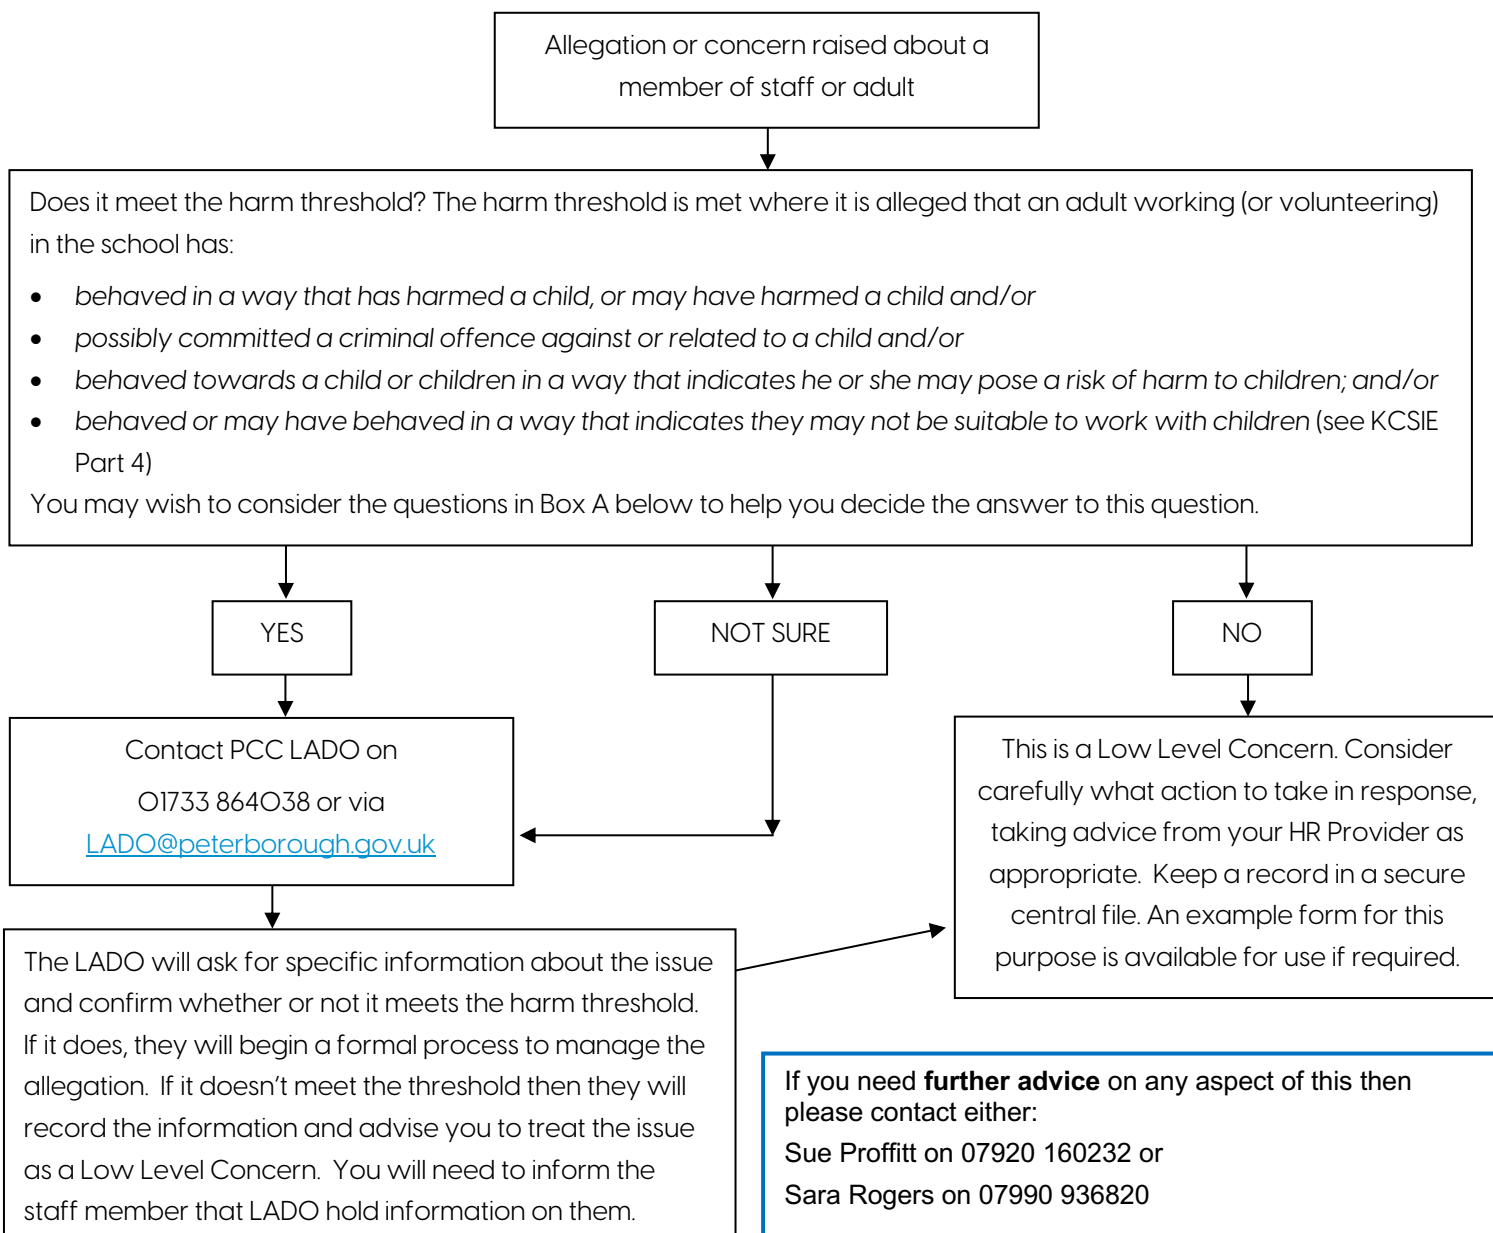 Allegation or concern raised about a
member of staff or adult
Does it meet the harm threshold? The harm threshold is met where it is alleged that an adult working (or volunteering)
in the school has:
• behaved in a way that has harmed a child, or may have harmed a child and/or
• possibly committed a criminal offence against or related to a child and/or
• behaved towards a child or children in a way that indicates he or she may pose a risk of harm to children; and/or
• behaved or may have behaved in a way that indicates they may not be suitable to work with children (see KCSIE
Part 4)
You may wish to consider the questions in Box A below to help you decide the answer to this question.
YES
NOT SURE
NO
Contact PCC LADO on
01733 864038 or via
LADO@peterborough.gov.uk
This is a Low Level Concern. Consider
carefully what action to take in response,
taking advice from your HR Provider as
appropriate. Keep a record in a secure
central file. An example form for this
purpose is available for use if required.
The LADO will ask for specific information about the issue
and confirm whether or not it meets the harm threshold.
If it does, they will begin a formal process to manage the
allegation. If it doesn't meet the threshold then they will
record the information and advise you to treat the issue
as a Low Level Concern. You will need to inform the
staff member that LADO hold information on them.
If you need further advice on any aspect of this then
please contact either:
Sue Proffitt on 07920 160232 or
Sara Rogers on 07990 936820